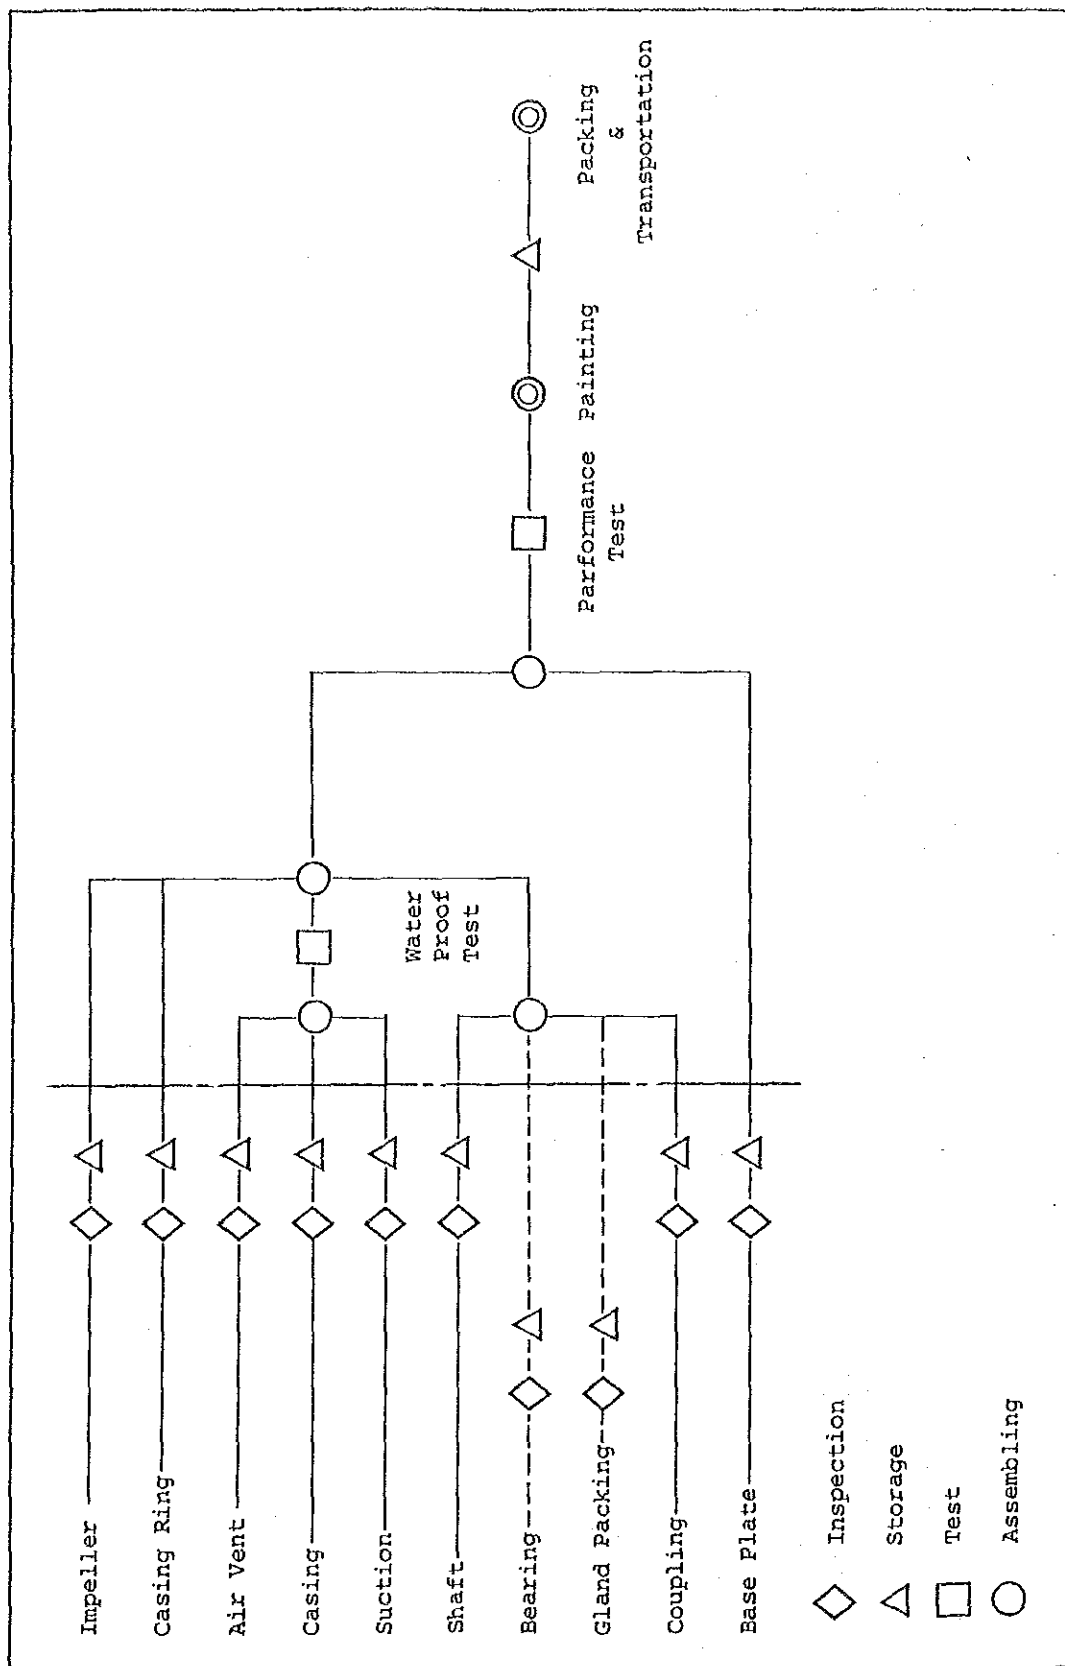 Impeller
Casing Ring
Air Vent
Casing
Suction
Shaft
Bearing
Gland Packing
Coupling
Base Plate
Water
Proof
Test
Parformance
Test
Painting
Packing
&
Transportation
Inspection
Storage
Test
Assembling